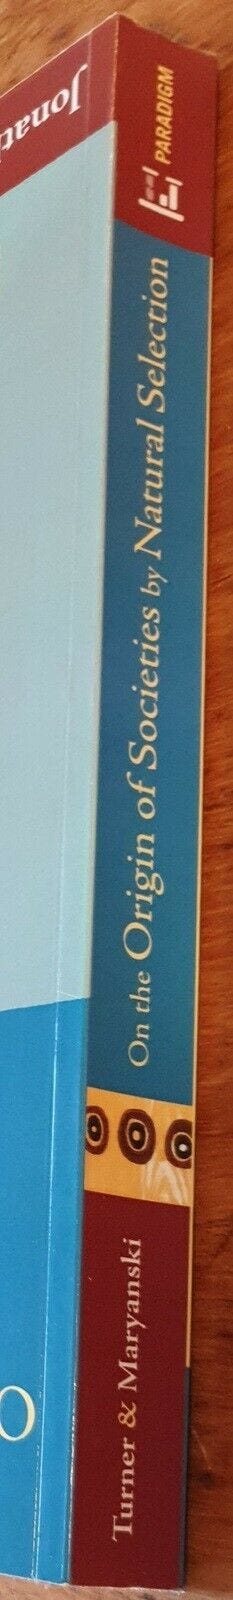 Turner & Maryanski
On the Origin of Societies by Natural Selection
PARADIGM
Jonat
O